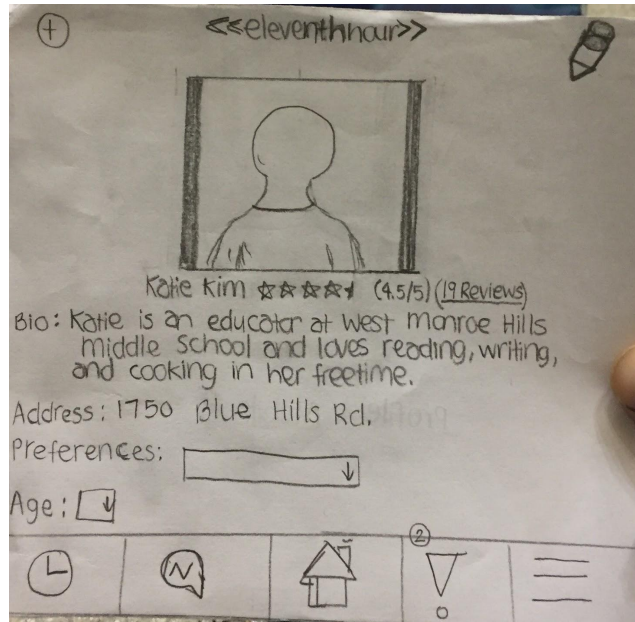 +
<<eleventhhour>>
Katie Kim (4.5/5) (19 Reviews)
Bio: Katie is an educator at West Monroe Hills
Middle School and loves reading, writing,
and cooking in her freetime.
Address: 1750 Blue Hills Rd.
Preferences:
Age:
2
N